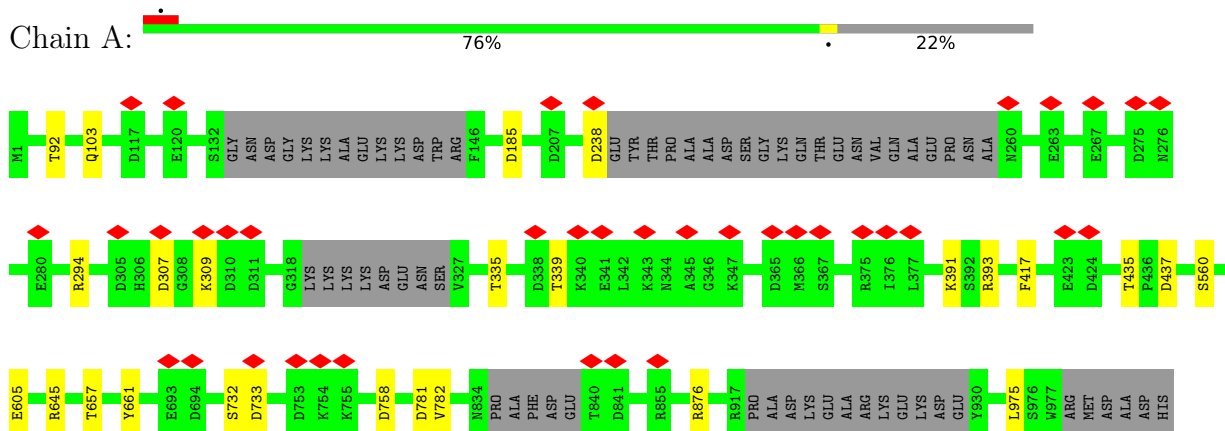 Chain A:
76% 22%
M1 T92 Q103 D117 E120 S132 GLY ASN ASP GLY LYS LYS ALA GLU LYS LYS ASP TRP ARG F146 D185 D207 D238 GLU TYR THR PRO ALA ALA ASP SER GLY LYS GLN THR GLU ASN VAL GLN ALA GLU PRO ASN ALA N260 E263 E267 D275 N276
E280 R294 D305 H306 D307 G308 K309 D310 D311 G318 LYS LYS LYS LYS ASP GLU ASN SER V327 T335 D338 T339 K340 E341 L342 K343 N344 A345 G346 K347 D365 M366 S367 R375 I376 L377 K391 S392 R393 F417 E423 D424 T435 P436 D437 S560
E605 R645 T657 Y661 E693 D694 S732 D733 D753 K754 K755 D758 D781 V782 N834 PRO ALA PHE ASP GLU T840 D841 R855 R876 R917 PRO ALA ASP LYS GLU ALA ARG LYS GLU LYS ASP GLU Y930 L975 S976 W977 ARG MET ASP ALA ASP HIS